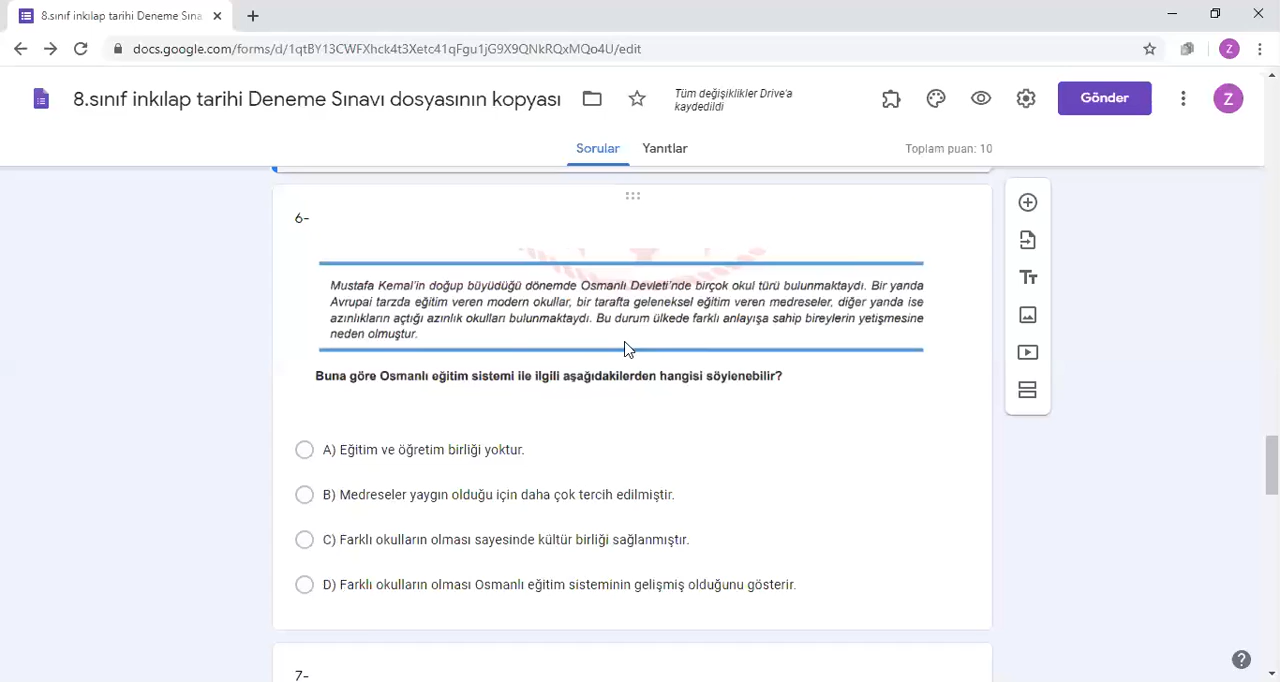 8.sınıf inkılap tarihi Deneme Sına
docs.google.com/forms/d/1qtBY13CWFXhck4t3Xetc41qFgu1jG9X9QNkRQxMQo4U/edit
Z
8.sınıf inkılap tarihi Deneme Sınavı dosyasının kopyası
Tüm değişiklikler Drive'a
kaydedildi
Gönder
Z
Sorular
Yanıtlar
Toplam puan: 10
6-
Mustafa Kemal'in doğup büyüdüğü dönemde Osmanlı Devleti'nde birçok okul türü bulunmaktaydı. Bir yanda
Avrupai tarzda eğitim veren modern okullar, bir tarafta geleneksel eğitim veren medreseler, diğer yanda ise
azınlıkların açtığı azınlık okulları bulunmaktaydı. Bu durum ülkede farklı anlayışa sahip bireylerin yetişmesine
neden olmuştur.
Buna göre Osmanlı eğitim sistemi ile ilgili aşağıdakilerden hangisi söylenebilir?
A) Eğitim ve öğretim birliği yoktur.
B) Medreseler yaygın olduğu için daha çok tercih edilmiştir.
C) Farklı okulların olması sayesinde kültür birliği sağlanmıştır.
D) Farklı okulların olması Osmanlı eğitim sisteminin gelişmiş olduğunu gösterir.
7-